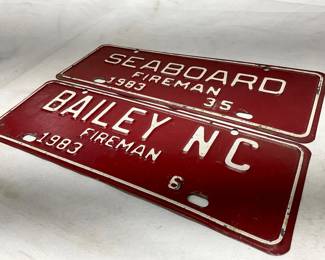 SEABOARD
FIREMAN
1983 35
BAILEY NC
FIREMAN
1983 6